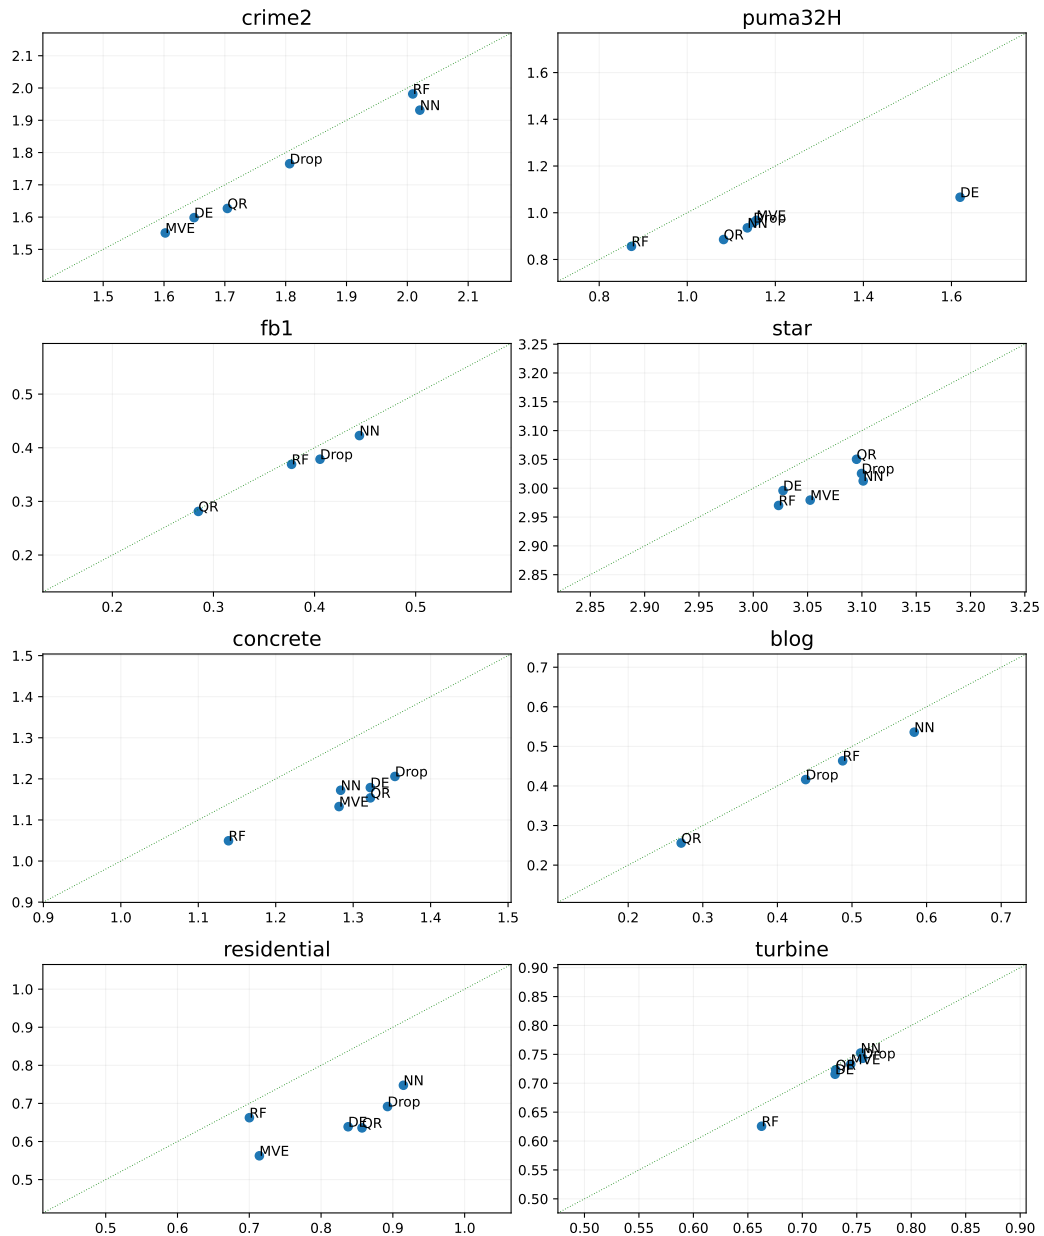 crime2
2.1
2.0
1.9
1.8
1.7
1.6
1.5
RF
NN
Drop
QR
DE
MVE
1.5 1.6 1.7 1.8 1.9 2.0 2.1
puma32H
1.6
1.4
1.2
1.0
0.8
DE
MVE
Drop
NN
QR
RF
0.8 1.0 1.2 1.4 1.6
fb1
0.5
0.4
0.3
0.2
NN
Drop
RF
QR
0.2 0.3 0.4 0.5
star
3.25
3.20
3.15
3.10
3.05
3.00
2.95
2.90
2.85
QR
Drop
NN
DE
MVE
RF
2.85 2.90 2.95 3.00 3.05 3.10 3.15 3.20 3.25
concrete
1.5
1.4
1.3
1.2
1.1
1.0
0.9
Drop
DE
NN
QR
MVE
RF
0.9 1.0 1.1 1.2 1.3 1.4 1.5
blog
0.7
0.6
0.5
0.4
0.3
0.2
NN
RF
Drop
QR
0.2 0.3 0.4 0.5 0.6 0.7
residential
1.0
0.9
0.8
0.7
0.6
0.5
NN
Drop
RF
DE
QR
MVE
0.5 0.6 0.7 0.8 0.9 1.0
turbine
0.90
0.85
0.80
0.75
0.70
0.65
0.60
0.55
0.50
NN
Drop
MVE
QR
DE
RF
0.50 0.55 0.60 0.65 0.70 0.75 0.80 0.85 0.90